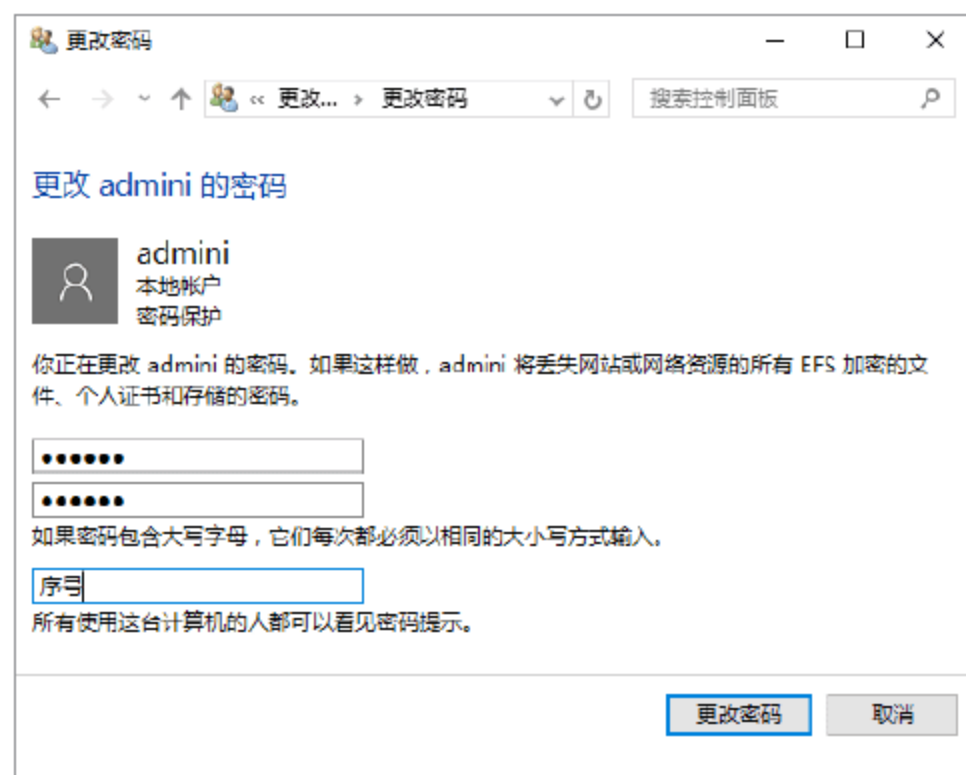 更改密码
« 更改... › 更改密码
搜索控制面板
更改 admini 的密码
admini
本地帐户
密码保护
你正在更改 admini 的密码。如果这样做，admini 将丢失网站或网络资源的所有 EFS 加密的文
件、个人证书和存储的密码。
●●●●●●
●●●●●●
如果密码包含大写字母，它们每次都必须以相同的大小写方式输入。
序号
所有使用这台计算机的人都可以看见密码提示。
更改密码
取消